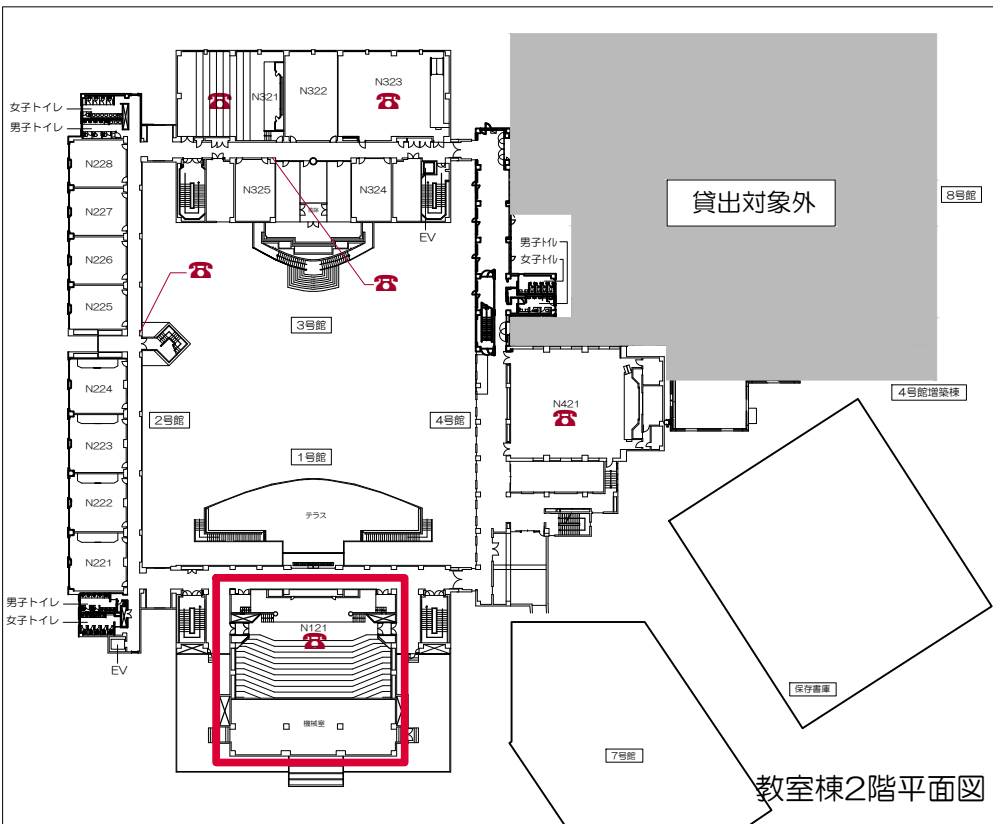 N321
N322
N323
女子トイレ
男子トイレ
N228
N227
N226
N225
N224
N223
N222
N221
N325
N324
EV
貸出対象外
8号館
男子トイレ
女子トイレ
3号館
2号館
4号館
1号館
N421
4号館増築棟
テラス
男子トイレ
女子トイレ
EV
N121
機械室
保存書庫
7号館
教室棟2階平面図